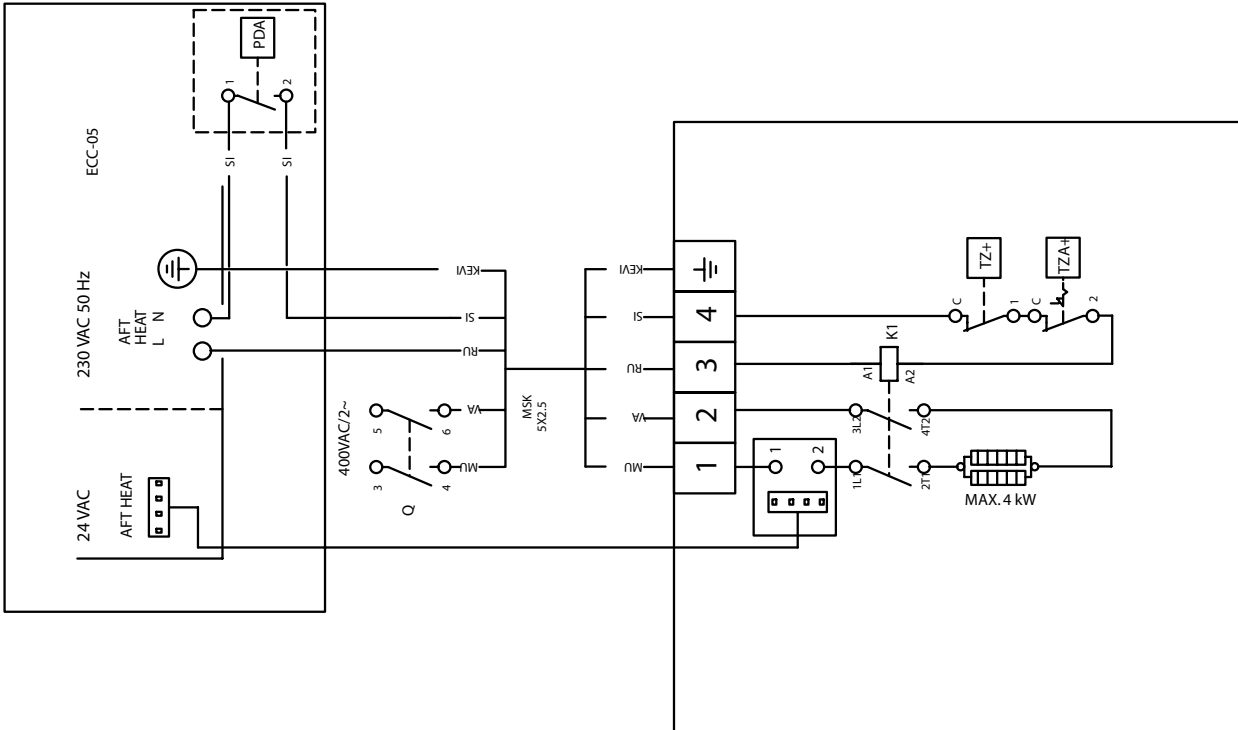 ECC-05
PDA
1
2
SI
SI
230 VAC 50 Hz
AFT
HEAT
L N
24 VAC
AFT HEAT
400VAC/2~
5
6
3
4
Q
KEVI
SI
RU
VA
MU
MSK
5X2.5
KEVI
SI
RU
VA
MU
4
3
2
1
TZ+
TZA+
C
1
C
2
K1
A1
A2
3L2
4T2
1L1
2T1
1
2
MAX. 4 kW